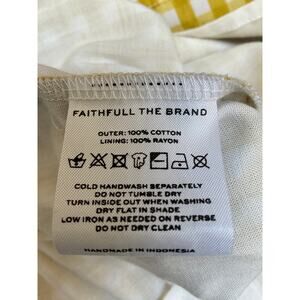 FAITHFULL THE BRAND
OUTER: 100% COTTON
LINING: 100% RAYON
COLD HANDWASH SEPARATELY
DO NOT TUMBLE DRY
TURN INSIDE OUT WHEN WASHING
DRY FLAT IN SHADE
LOW IRON AS NEEDED ON REVERSE
DO NOT DRY CLEAN
HANDMADE IN INDONESIA